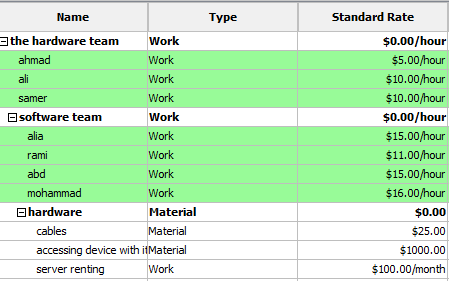 Name Type Standard Rate
the hardware team Work $0.00/hour
ahmad Work $5.00/hour
ali Work $10.00/hour
samer Work $10.00/hour
software team Work $0.00/hour
alia Work $15.00/hour
rami Work $11.00/hour
abd Work $15.00/hour
mohammad Work $16.00/hour
hardware Material $0.00
cables Material $25.00
accessing device with it Material $1000.00
server renting Work $100.00/month